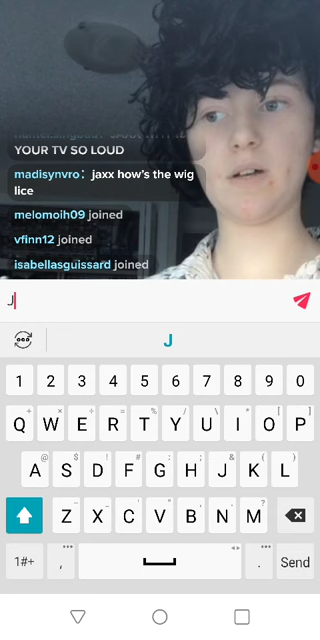 YOUR TV SO LOUD
madisynvro: jaxx how's the wig
lice
melomoih09 joined
vfinn12 joined
isabellasguissard joined
J
J
1 2 3 4 5 6 7 8 9 0
Q W E R T Y U I O P
A S D F G H J K L
Z X C V B N M
1#+ , . Send